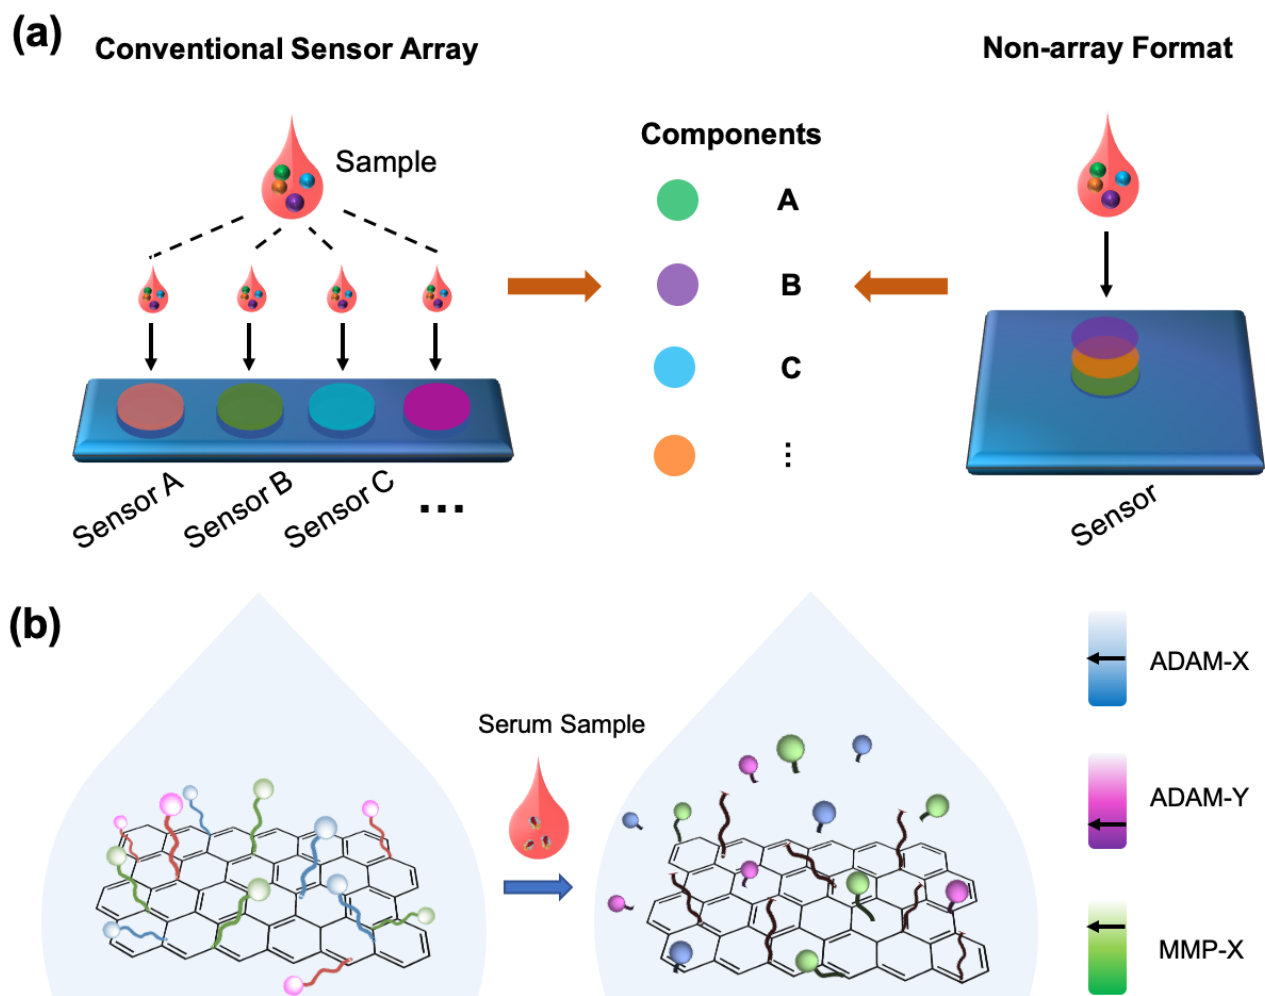 (a)
Conventional Sensor Array
Non-array Format
Sample
Components
A
B
C
⋮
Sensor A
Sensor B
Sensor C
...
Sensor
(b)
Serum Sample
ADAM-X
ADAM-Y
MMP-X